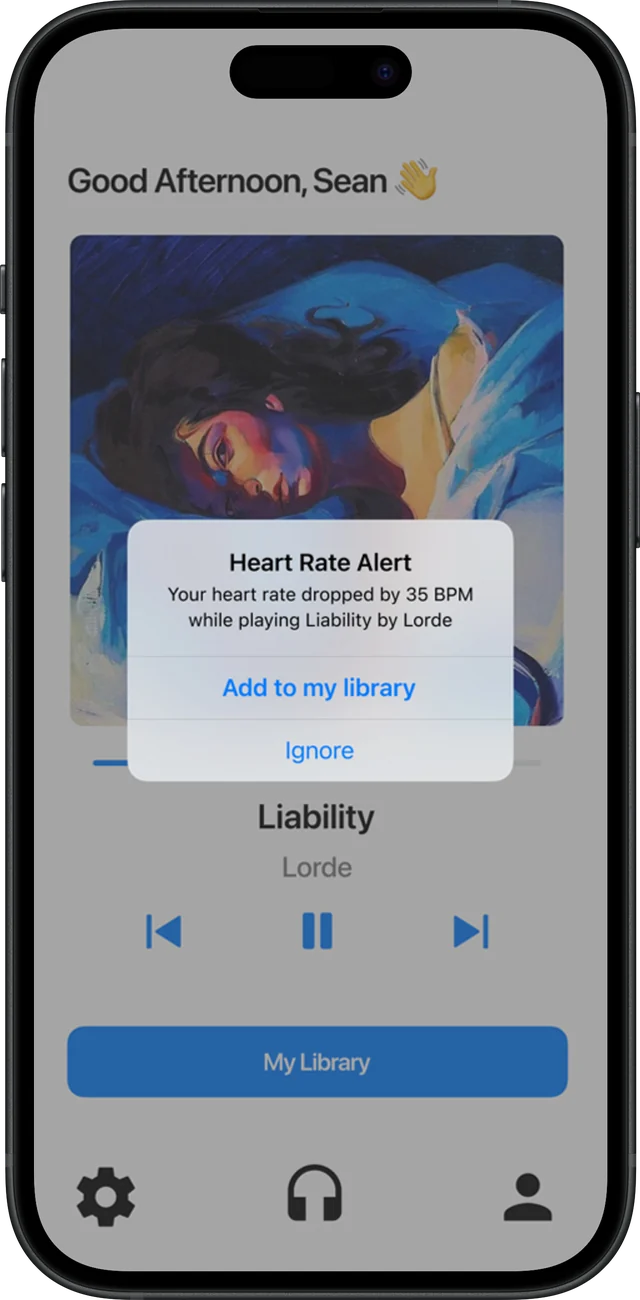 Good Afternoon, Sean 👋
Heart Rate Alert
Your heart rate dropped by 35 BPM
while playing Liability by Lorde
Add to my library
Ignore
Liability
Lorde
My Library